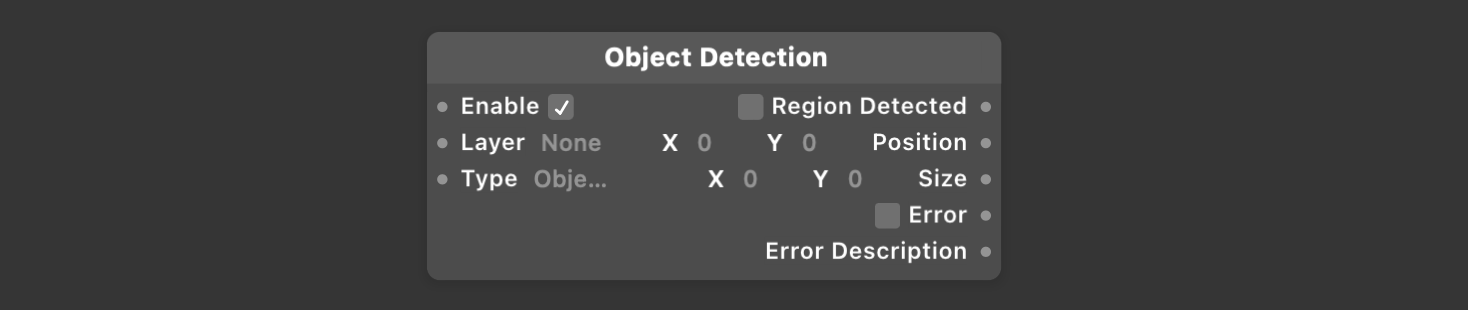 Object Detection
Enable ✓ Region Detected
Layer None X 0 Y 0 Position
Type Obje... X 0 Y 0 Size
Error
Error Description